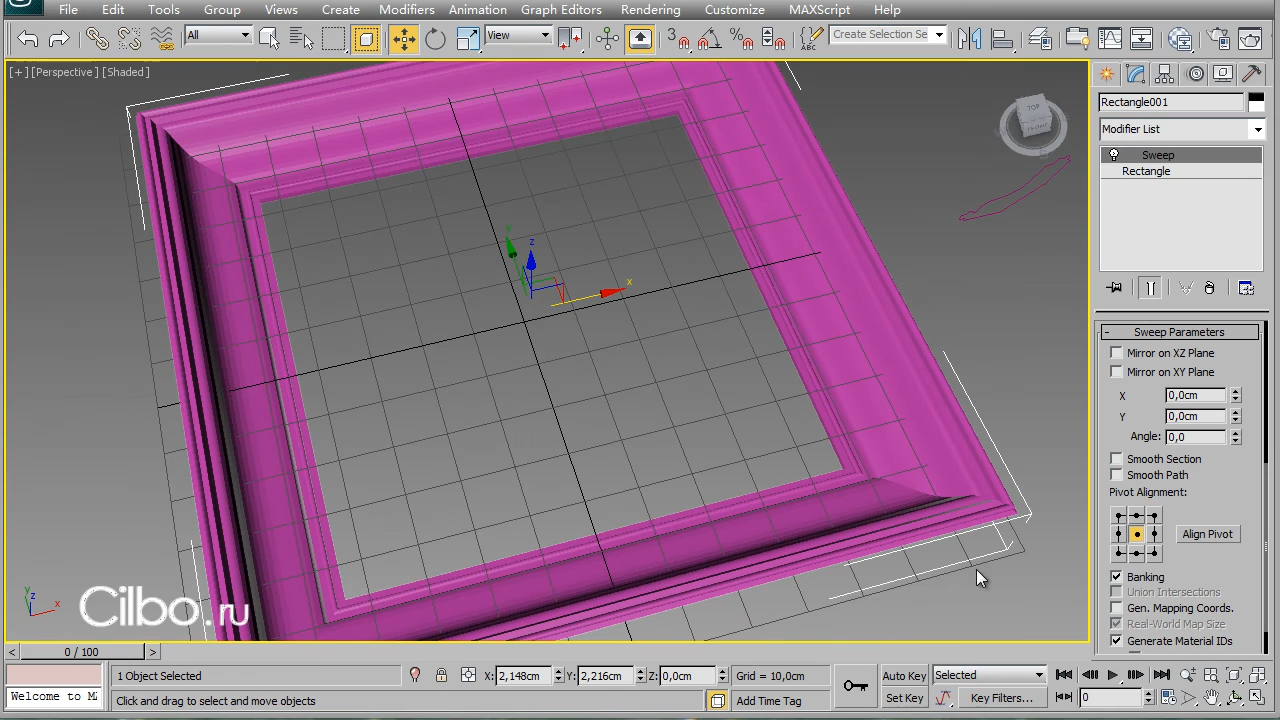 File Edit Tools Group Views Create Modifiers Animation Graph Editors Rendering Customize MAXScript Help
All View 3 % ABC Create Selection Se
[ + ] [Perspective ] [Shaded ]
TOP
Rectangle001
Modifier List
Sweep
Rectangle
z
x
- Sweep Parameters
Mirror on XZ Plane
Mirror on XY Plane
X 0,0cm
Y 0,0cm
Angle: 0,0
Smooth Section
Smooth Path
Pivot Alignment:
Align Pivot
Banking
Union Intersections
Gen. Mapping Coords.
Real-World Map Size
Generate Material IDs
z
y x
Cilbo.ru
< 0 / 100 >
1 Object Selected X: 2,148cm Y: 2,216cm Z: 0,0cm Grid = 10,0cm Auto Key Selected
Welcome to MA Click and drag to select and move objects Add Time Tag Set Key Key Filters... 0